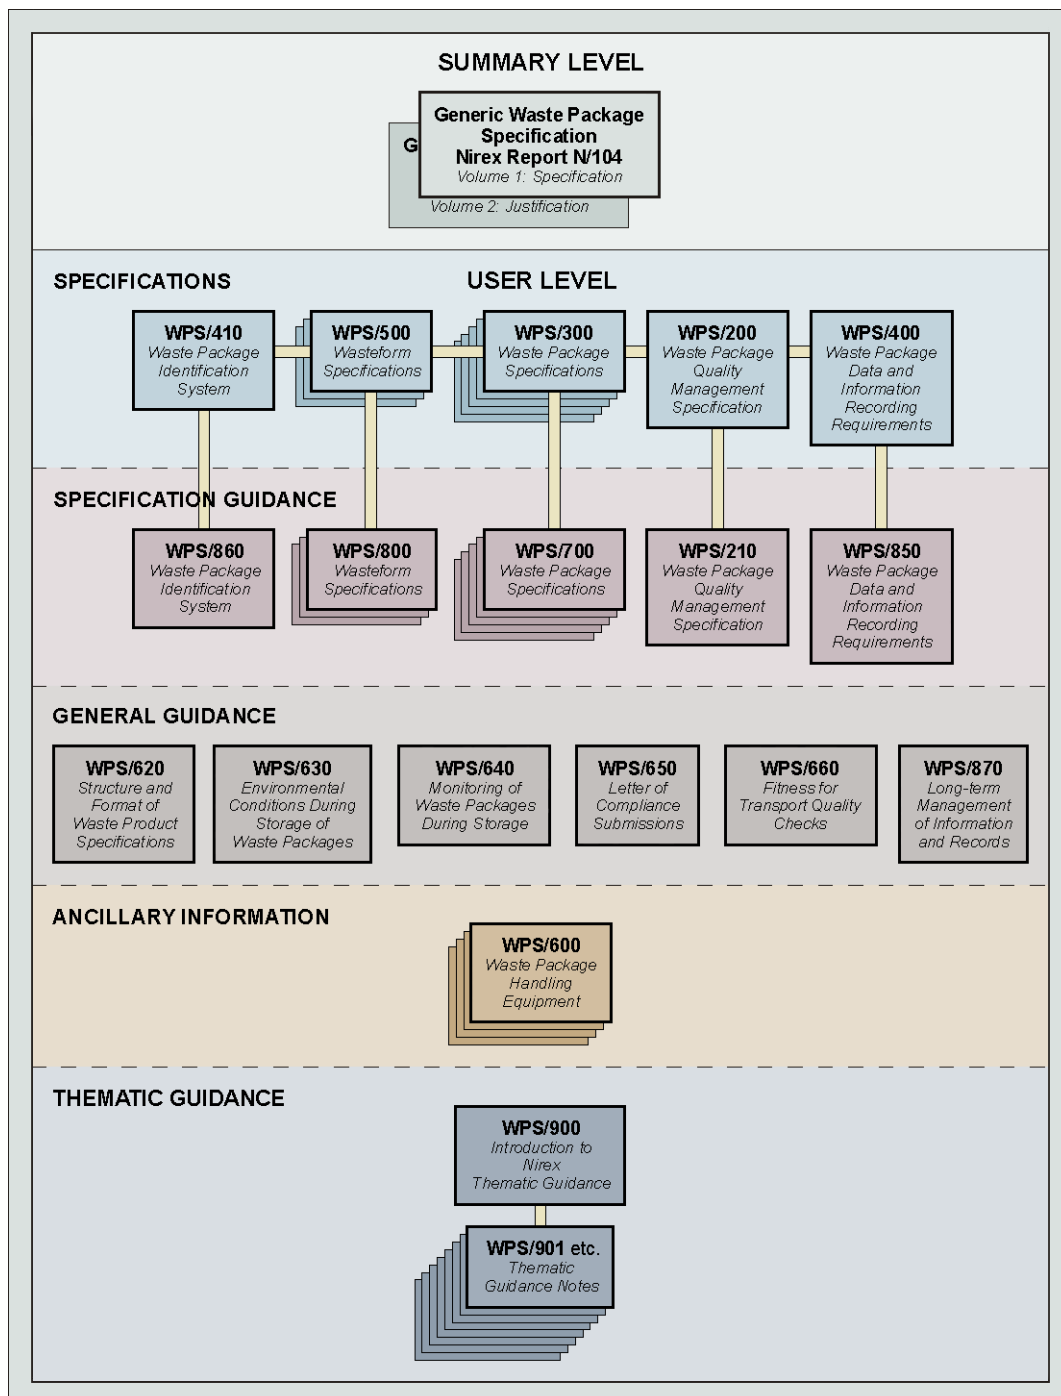 SUMMARY LEVEL
Generic Waste Package
Specification
Nirex Report N/104
Volume 1: Specification
G
Volume 2: Justification
SPECIFICATIONS
USER LEVEL
WPS/410
Waste Package
Identification
System
WPS/500
Wasteform
Specifications
WPS/300
Waste Package
Specifications
WPS/200
Waste Package
Quality
Management
Specification
WPS/400
Waste Package
Data and
Information
Recording
Requirements
SPECIFICATION GUIDANCE
WPS/860
Waste Package
Identification
System
WPS/800
Wasteform
Specifications
WPS/700
Waste Package
Specifications
WPS/210
Waste Package
Quality
Management
Specification
WPS/850
Waste Package
Data and
Information
Recording
Requirements
GENERAL GUIDANCE
WPS/620
Structure and
Format of
Waste Product
Specifications
WPS/630
Environmental
Conditions During
Storage of
Waste Packages
WPS/640
Monitoring of
Waste Packages
During Storage
WPS/650
Letter of
Compliance
Submissions
WPS/660
Fitness for
Transport Quality
Checks
WPS/870
Long-term
Management
of Information
and Records
ANCILLARY INFORMATION
WPS/600
Waste Package
Handling
Equipment
THEMATIC GUIDANCE
WPS/900
Introduction to
Nirex
Thematic Guidance
WPS/901 etc.
Thematic
Guidance Notes